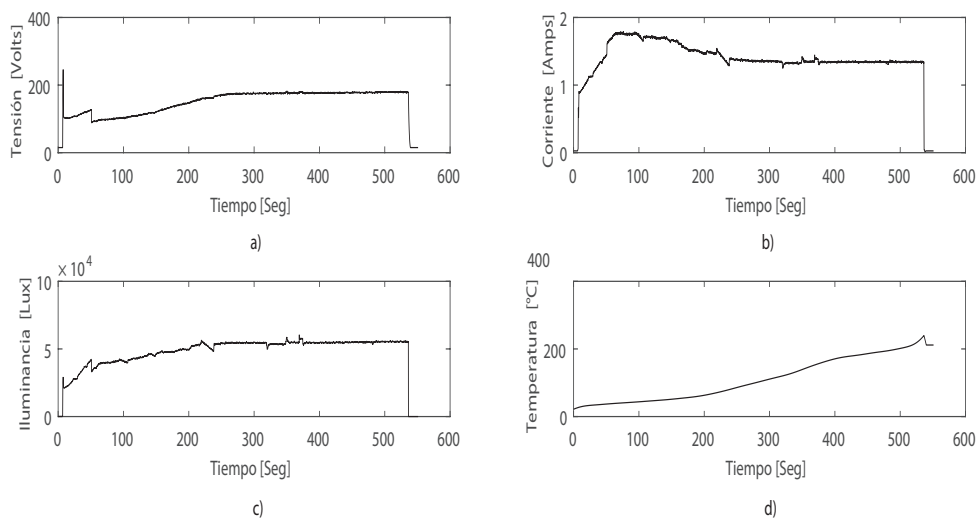 400
200
0
Tensión [Volts]
0 100 200 300 400 500 600
Tiempo [Seg]
a)
2
1
0
Corriente [Amps]
0 100 200 300 400 500 600
Tiempo [Seg]
b)
× 10⁴
10
5
0
Iluminancia [Lux]
0 100 200 300 400 500 600
Tiempo [Seg]
c)
400
200
0
Temperatura [°C]
0 100 200 300 400 500 600
Tiempo [Seg]
d)